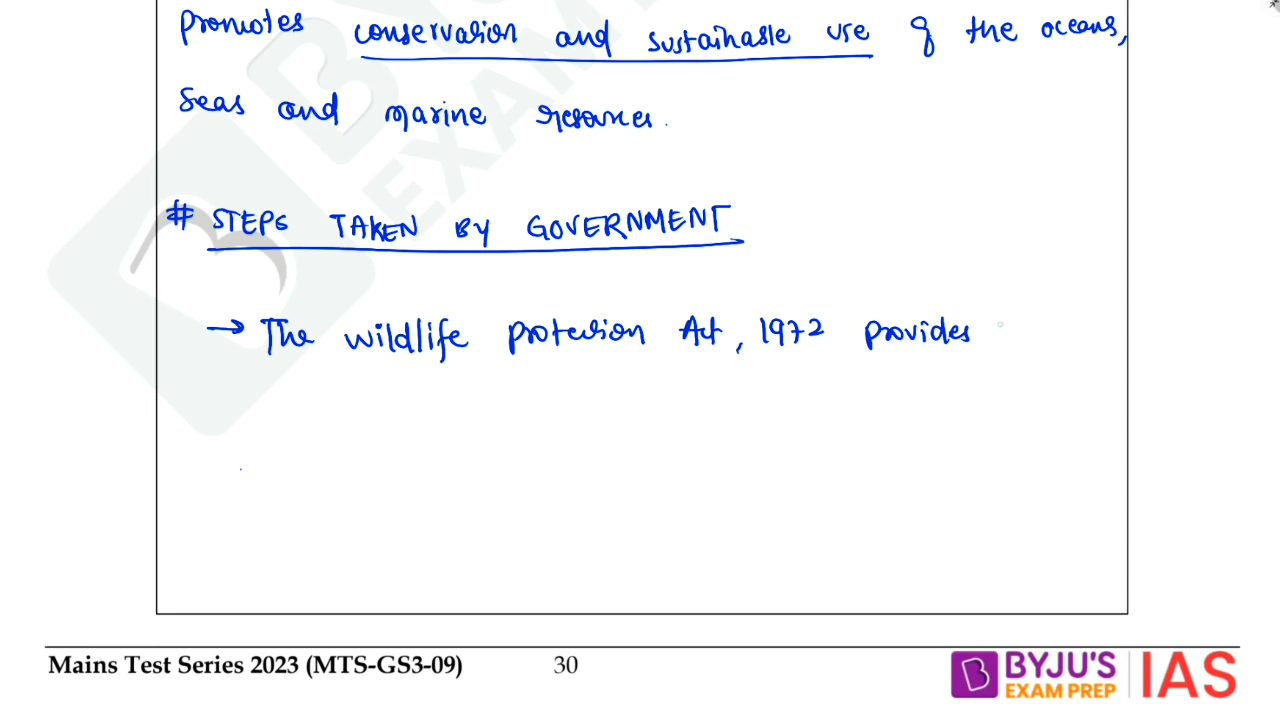 promotes conservation and sustainable use of the oceans,
seas and marine resources.
# STEPS TAKEN BY GOVERNMENT
→ The wildlife protection Act, 1972 provides
Mains Test Series 2023 (MTS-GS3-09) 30
BYJU'S EXAM PREP IAS